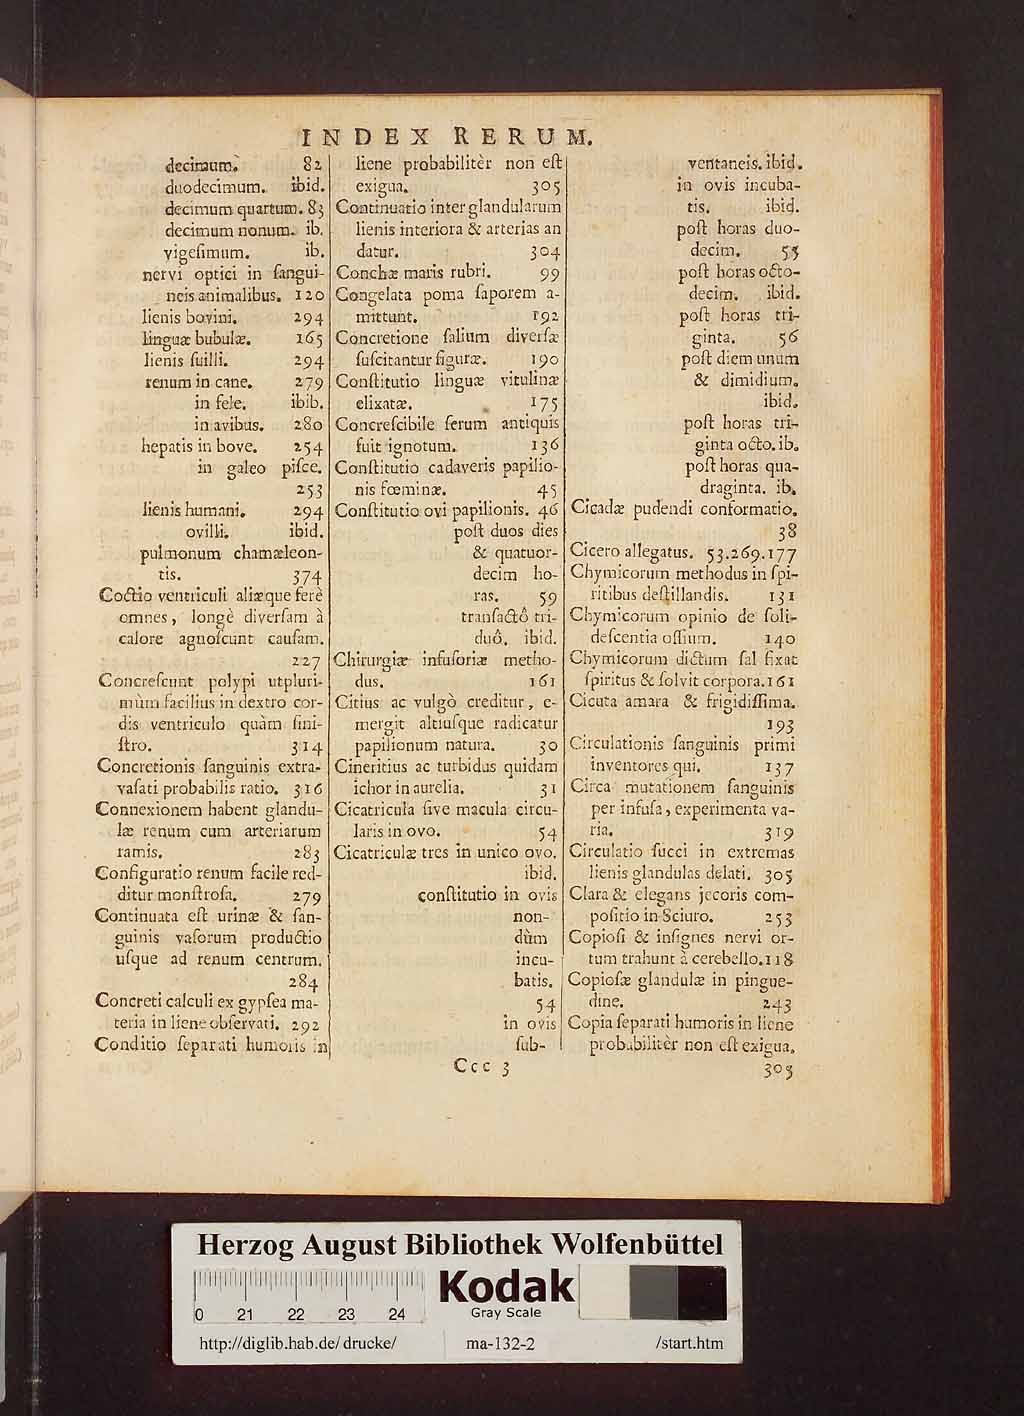 INDEX RERUM.
decimum. 82
duodecimum. ibid.
decimum quartum. 83
decimum nonum. ib.
vigeſimum. ib.
nervi optici in ſangui-
neis animalibus. 120
lienis bovini. 294
linguæ bubulæ. 165
lienis ſuilli. 294
renum in cane. 279
in fele. ibib.
in avibus. 280
hepatis in bove. 254
in galeo piſce.
253
lienis humani. 294
ovilli. ibid.
pulmonum chamæleon-
tis. 374
Coctio ventriculi aliæque ferè
omnes, longè diverſam à
calore agnoſcunt cauſam.
227
Concreſcunt polypi utpluri-
mùm facilius in dextro cor-
dis ventriculo quàm ſini-
ſtro. 314
Concretionis ſanguinis extra-
vaſati probabilis ratio. 316
Connexionem habent glandu-
læ renum cum arteriarum
ramis. 283
Configuratio renum facile red-
ditur monſtroſa. 279
Continuata eſt urinæ & ſan-
guinis vaſorum productio
uſque ad renum centrum.
284
Concreti calculi ex gypſea ma-
teria in liene obſervati. 292
Conditio ſeparati humoris in
liene probabilitèr non eſt
exigua. 305
Continuatio inter glandularum
lienis interiora & arterias an
datur. 304
Conchæ maris rubri. 99
Congelata poma ſaporem a-
mittunt. 192
Concretione ſalium diverſæ
ſuſcitantur figuræ. 190
Conſtitutio linguæ vitulinæ
elixatæ. 175
Concreſcibile ſerum antiquis
fuit ignotum. 136
Conſtitutio cadaveris papilio-
nis fœminæ. 45
Conſtitutio ovi papilionis. 46
poſt duos dies
& quatuor-
decim ho-
ras. 59
tranſactô tri-
duô. ibid.
Chirurgiæ infuſoriæ metho-
dus. 161
Citius ac vulgò creditur, e-
mergit altiuſque radicatur
papilionum natura. 30
Cineritius ac turbidus quidam
ichor in aurelia. 31
Cicatricula ſive macula circu-
laris in ovo. 54
Cicatriculæ tres in unico ovo.
ibid.
conſtitutio in ovis
non-
dùm
incu-
batis.
54
in ovis
ſub-
ventaneis. ibid.
in ovis incuba-
tis. ibid.
poſt horas duo-
decim. 55
poſt horas octo-
decim. ibid.
poſt horas tri-
ginta. 56
poſt diem unum
& dimidium.
ibid.
poſt horas tri-
ginta octo. ib.
poſt horas qua-
draginta. ib.
Cicadæ pudendi conformatio.
38
Cicero allegatus. 53.269.177
Chymicorum methodus in ſpi-
ritibus deſtillandis. 131
Chymicorum opinio de ſoli-
deſcentia oſſium. 140
Chymicorum dictum ſal fixat
ſpiritus & ſolvit corpora. 161
Cicuta amara & frigidiſſima.
193
Circulationis ſanguinis primi
inventores qui. 137
Circa mutationem ſanguinis
per infuſa, experimenta va-
ria. 319
Circulatio ſucci in extremas
lienis glandulas delati. 305
Clara & elegans jecoris com-
poſitio in Sciuro. 253
Copioſi & inſignes nervi or-
tum trahunt à cerebello. 118
Copioſæ glandulæ in pingue-
dine. 243
Copia ſeparati humoris in liene
probabilitèr non eſt exigua.
Ccc 3 305
Herzog August Bibliothek Wolfenbüttel
0 21 22 23 24
Kodak
Gray Scale
http://diglib.hab.de/drucke/ ma-132-2 /start.htm